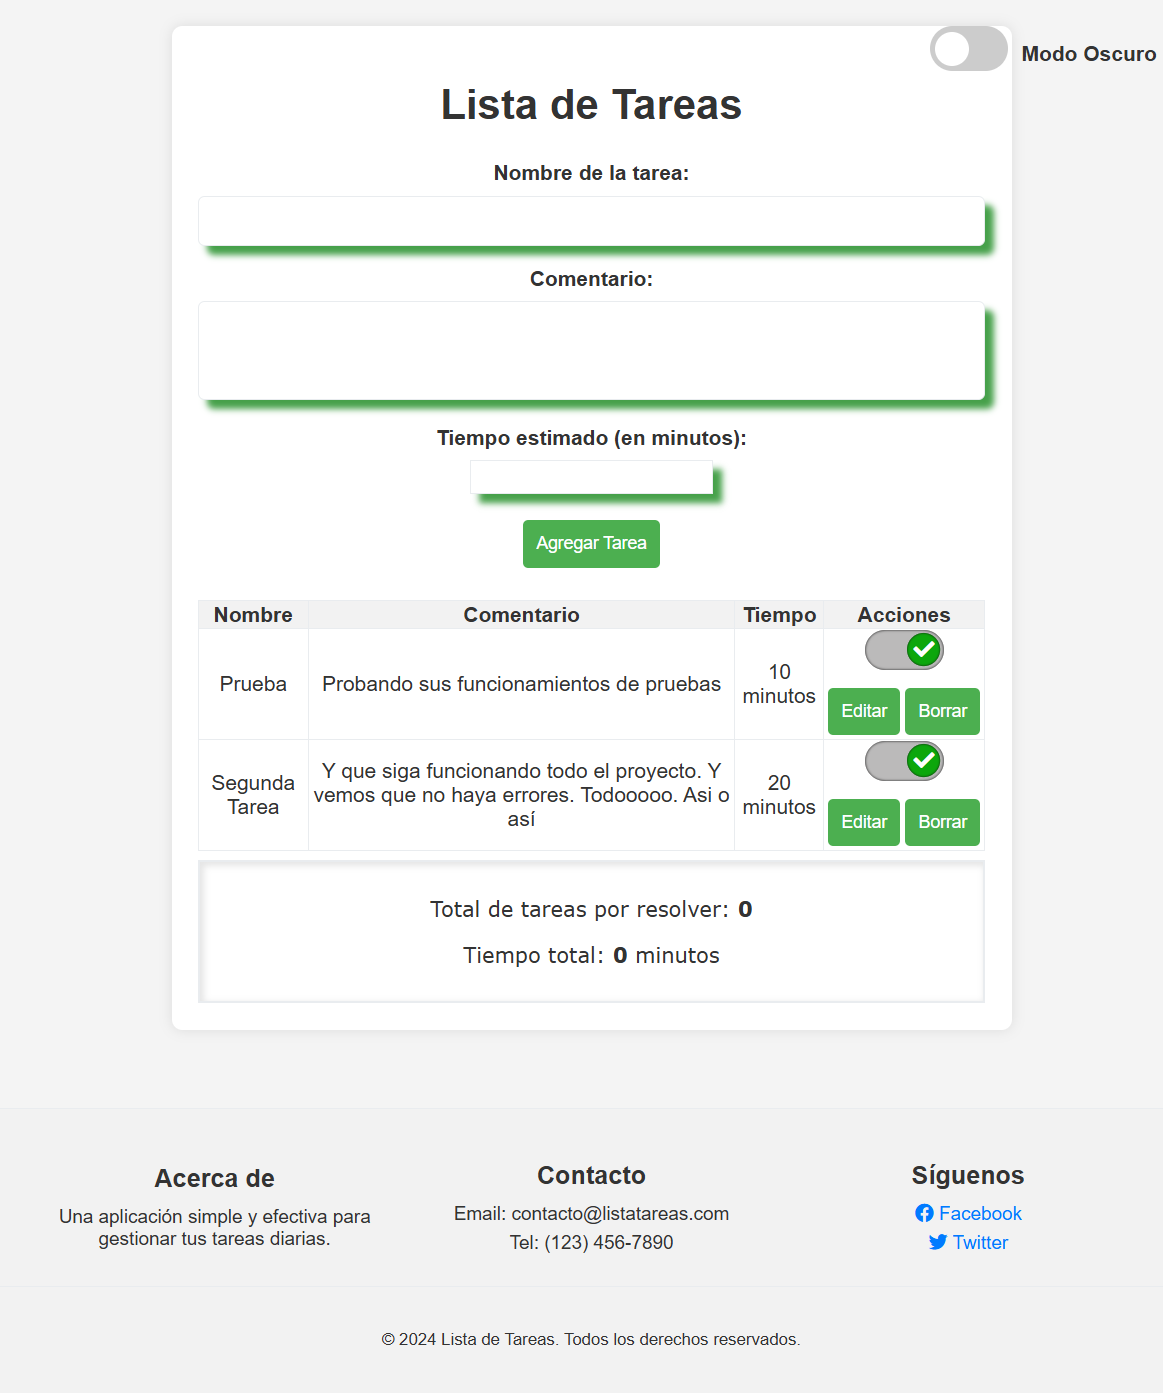 Modo Oscuro
Lista de Tareas
Nombre de la tarea:
Comentario:
Tiempo estimado (en minutos):
Agregar Tarea
Nombre Comentario Tiempo Acciones
Prueba Probando sus funcionamientos de pruebas 10 minutos
Editar Borrar
Segunda Tarea Y que siga funcionando todo el proyecto. Y vemos que no haya errores. Todooooo. Asi o así 20 minutos
Editar Borrar
Total de tareas por resolver: 0
Tiempo total: 0 minutos
Acerca de
Una aplicación simple y efectiva para
gestionar tus tareas diarias.
Contacto
Email: contacto@listatareas.com
Tel: (123) 456-7890
Síguenos
Facebook
Twitter
© 2024 Lista de Tareas. Todos los derechos reservados.